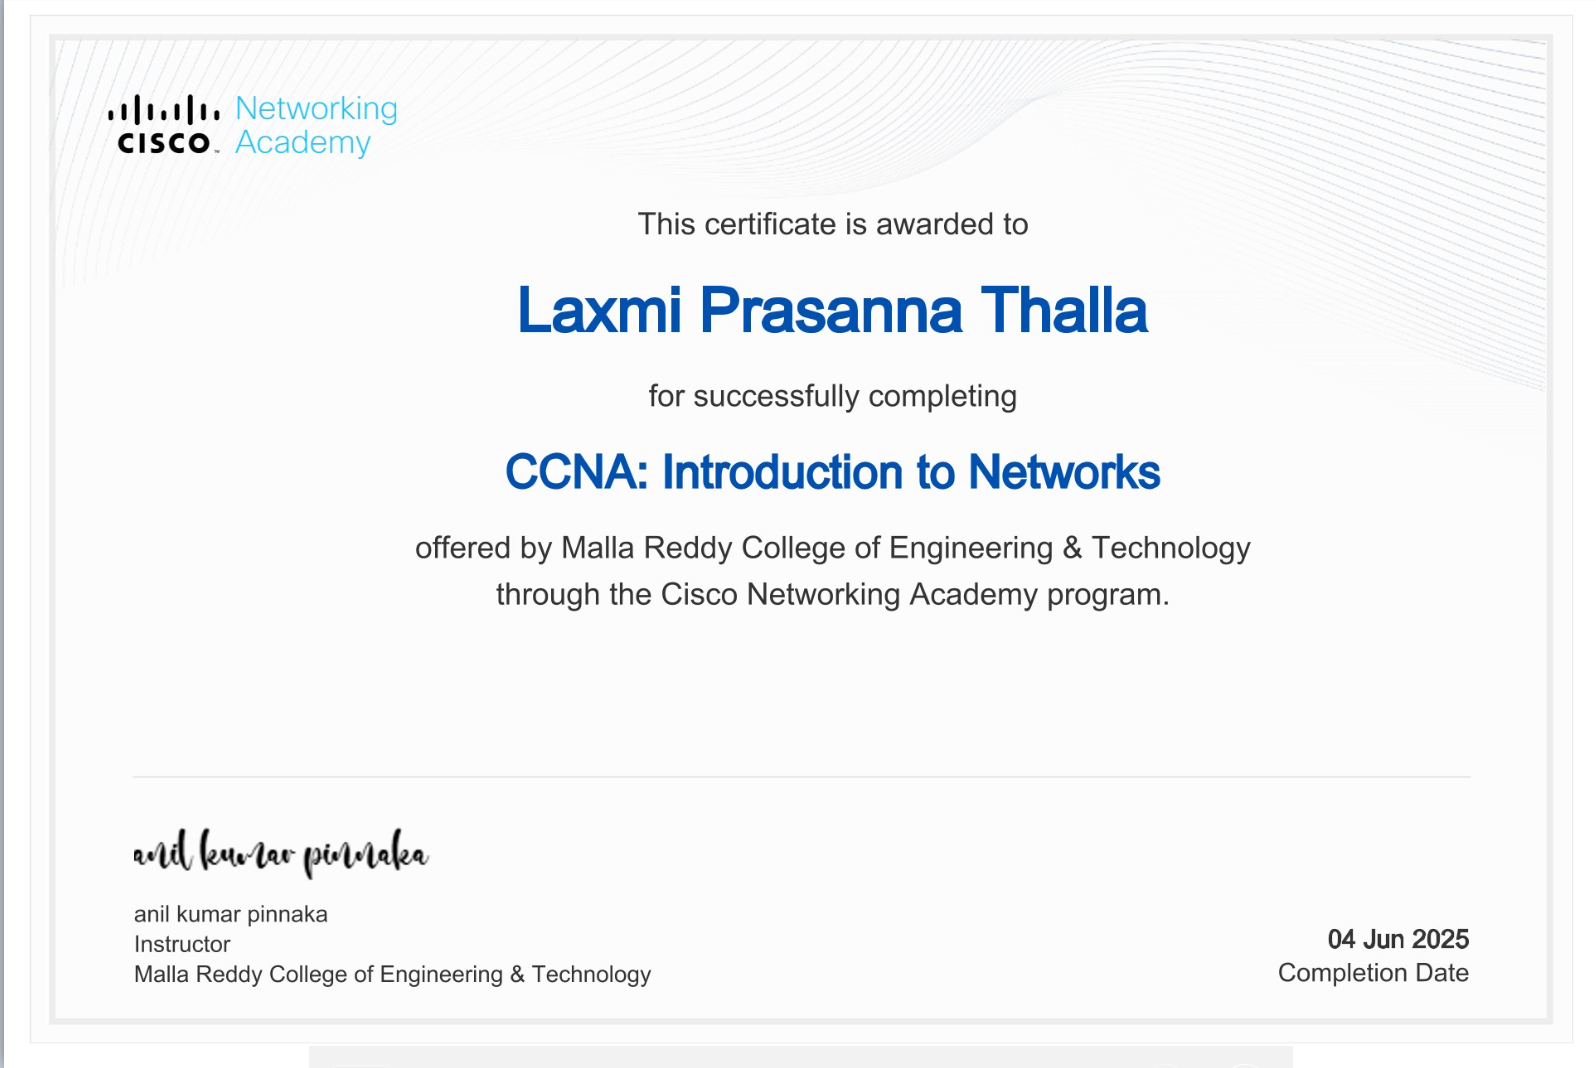 Networking
CISCO Academy
This certificate is awarded to
Laxmi Prasanna Thalla
for successfully completing
CCNA: Introduction to Networks
offered by Malla Reddy College of Engineering & Technology
through the Cisco Networking Academy program.
anil kumar pinnaka
anil kumar pinnaka
Instructor
Malla Reddy College of Engineering & Technology
04 Jun 2025
Completion Date